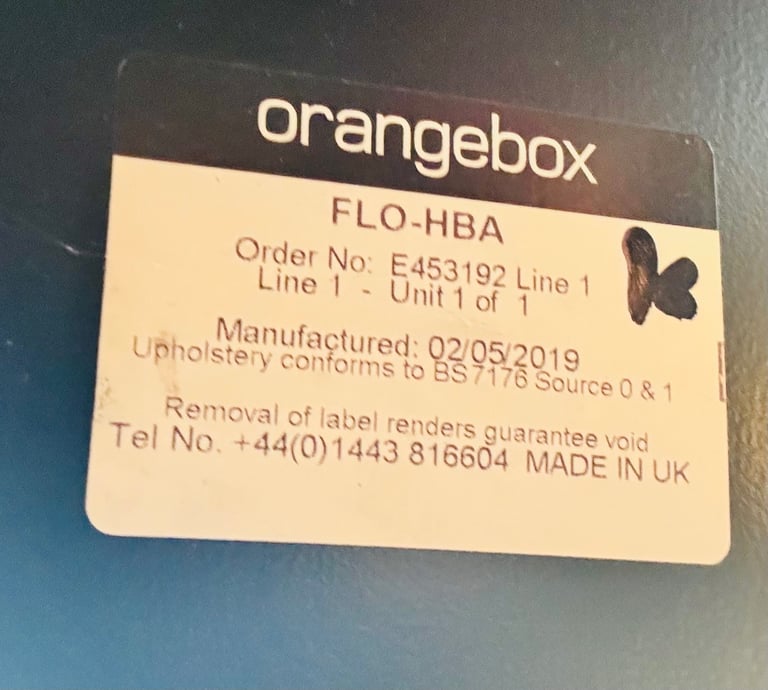 orangebox
FLO-HBA
Order No: E453192 Line 1
Line 1 - Unit 1 of 1
Manufactured: 02/05/2019
Upholstery conforms to BS7176 Source 0 & 1
Removal of label renders guarantee void
Tel No. +44(0)1443 816604 MADE IN UK